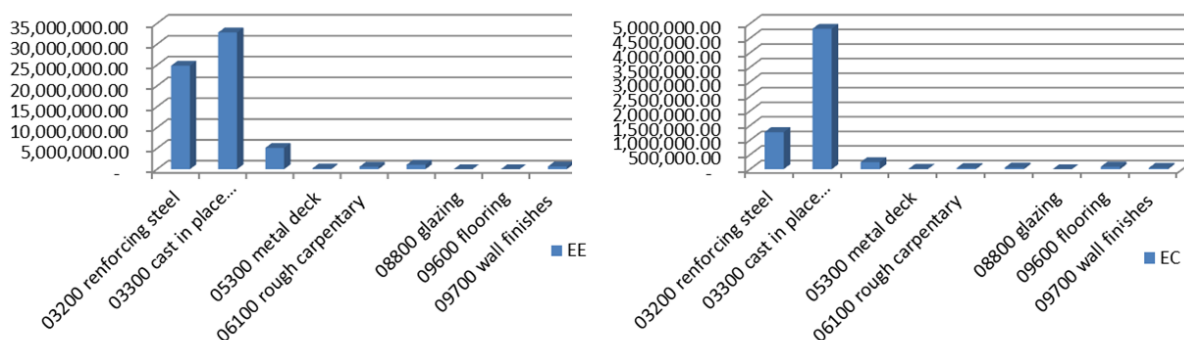 35,000,000.00
30,000,000.00
25,000,000.00
20,000,000.00
15,000,000.00
10,000,000.00
5,000,000.00
-
03200 renforcing steel
03300 cast in place...
05300 metal deck
06100 rough carpentary
08800 glazing
09600 flooring
09700 wall finishes
EE
5,000,000.00
4,500,000.00
4,000,000.00
3,500,000.00
3,000,000.00
2,500,000.00
2,000,000.00
1,500,000.00
1,000,000.00
500,000.00
-
03200 renforcing steel
03300 cast in place...
05300 metal deck
06100 rough carpentary
08800 glazing
09600 flooring
09700 wall finishes
EC